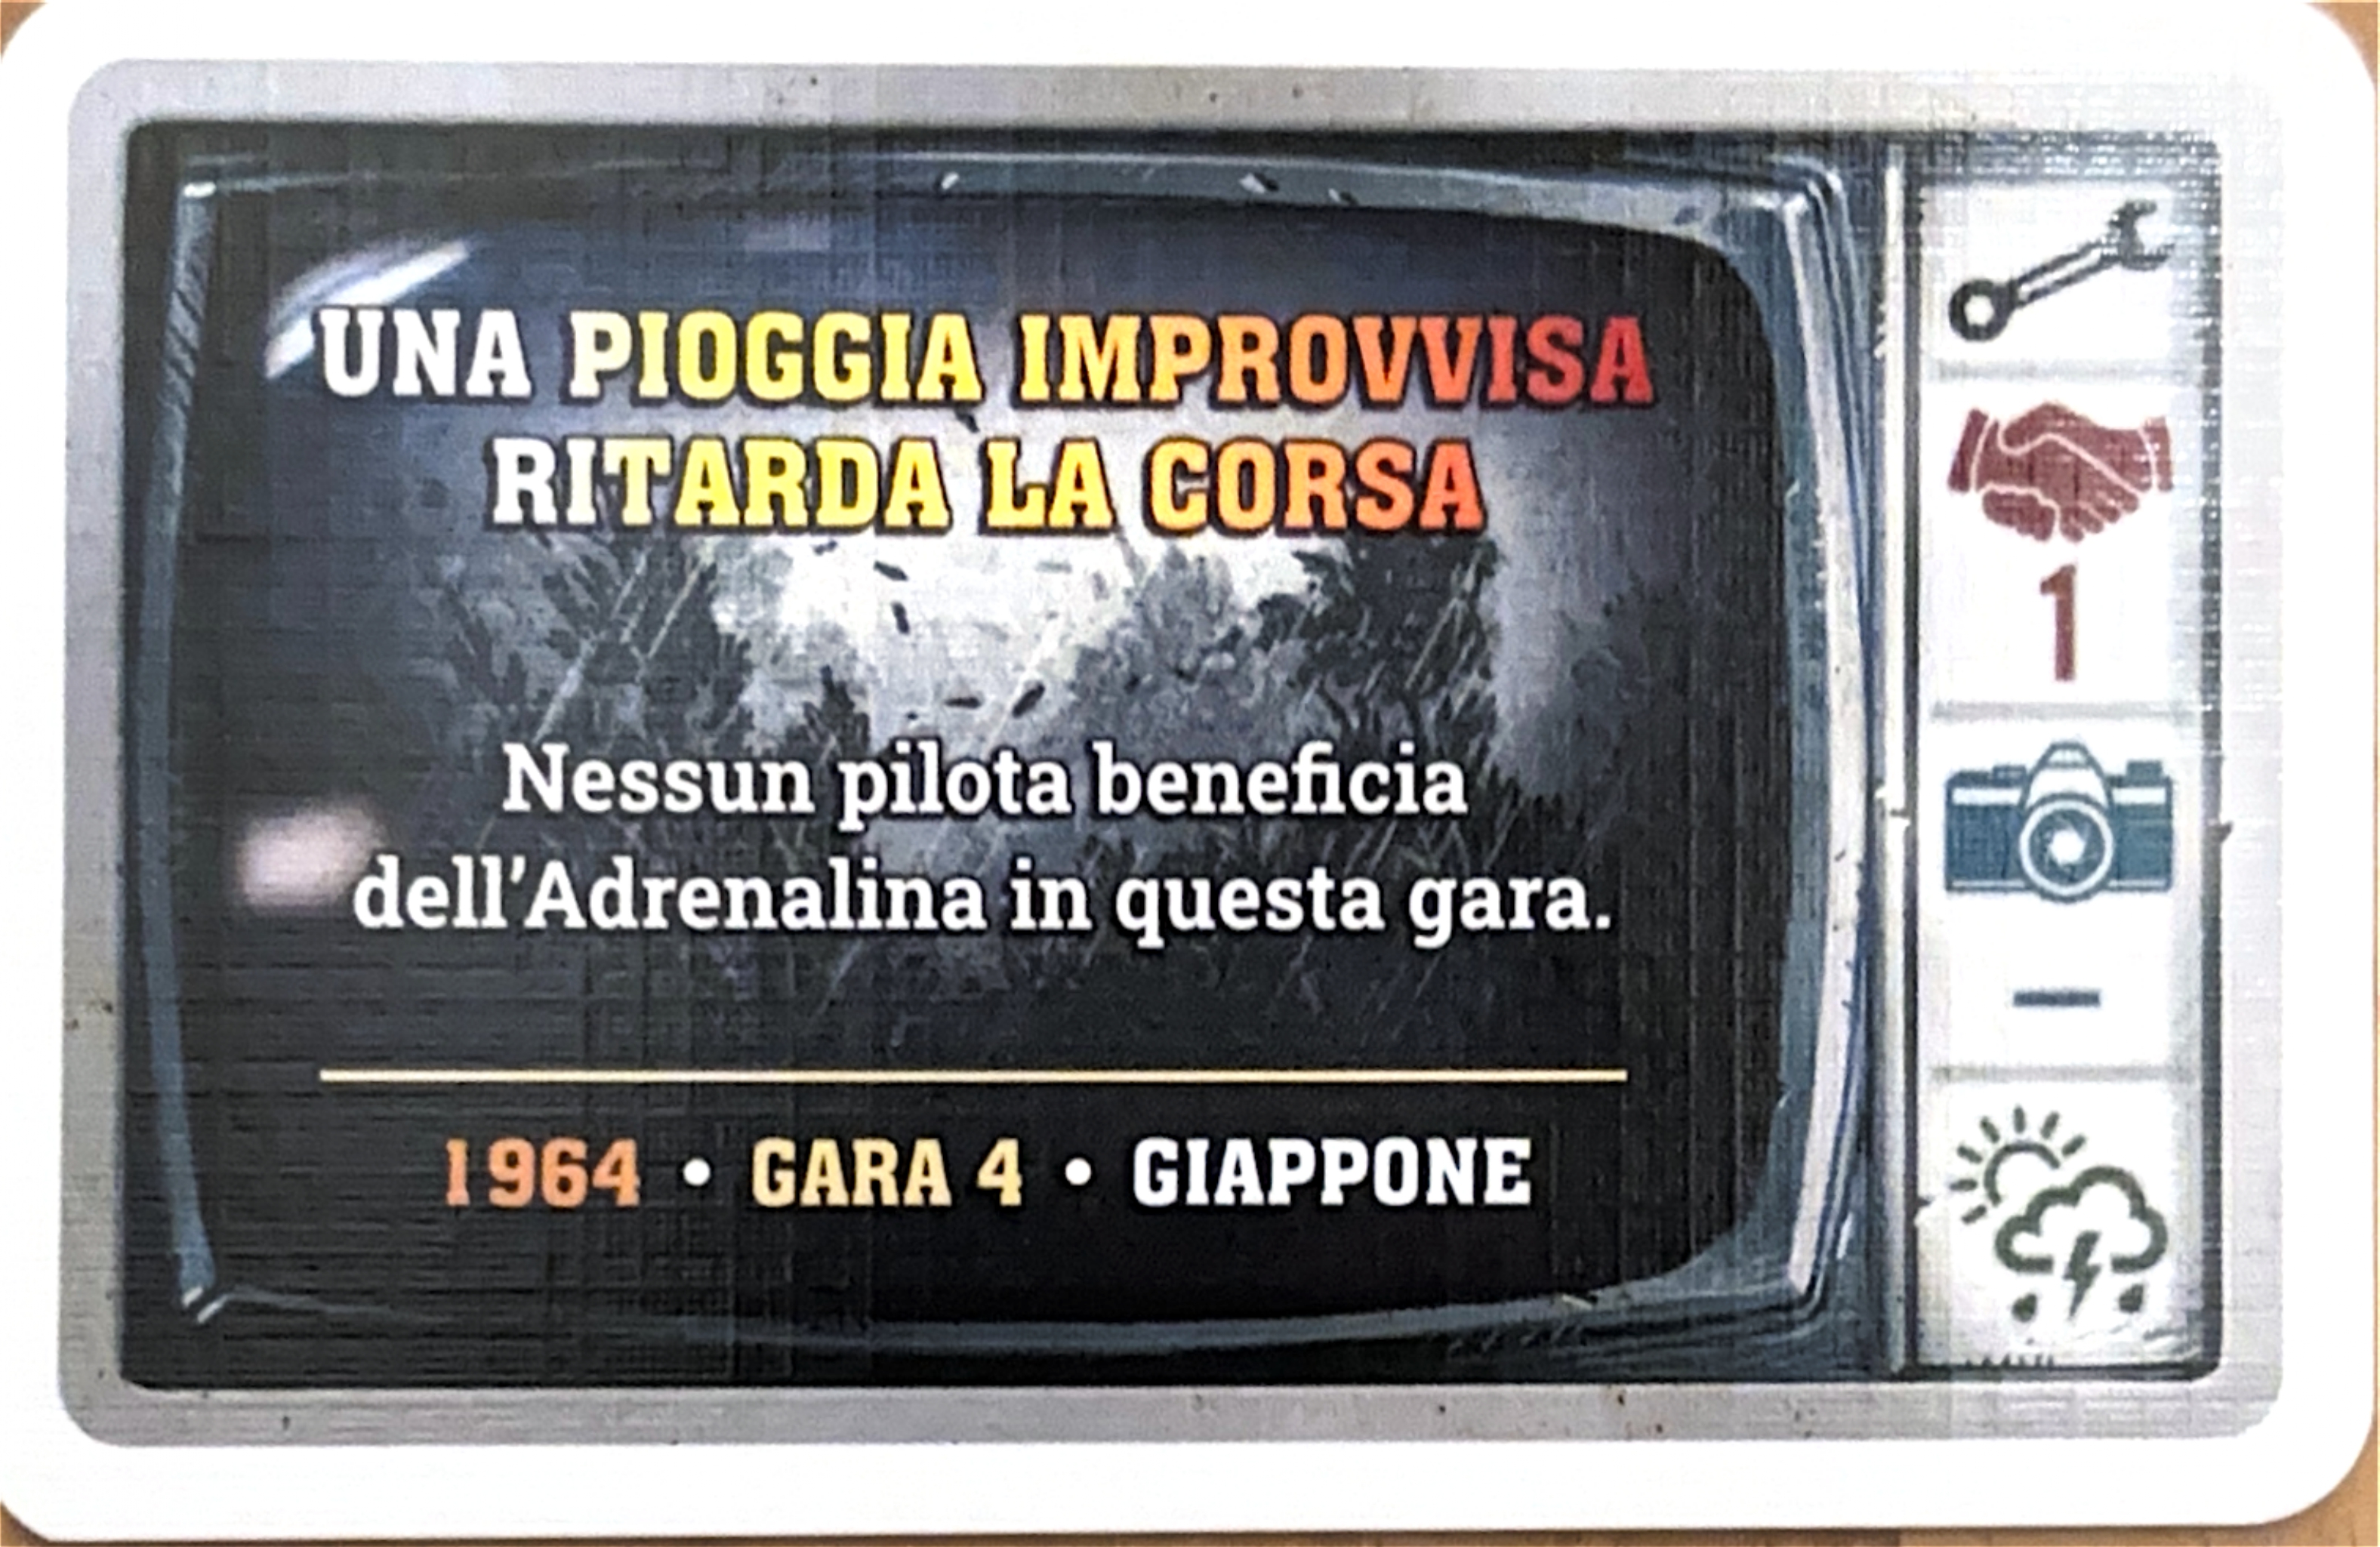 UNA PIOGGIA IMPROVVISA
RITARDA LA CORSA
Nessun pilota beneficia
dell'Adrenalina in questa gara.
1964 • GARA 4 • GIAPPONE
1
–